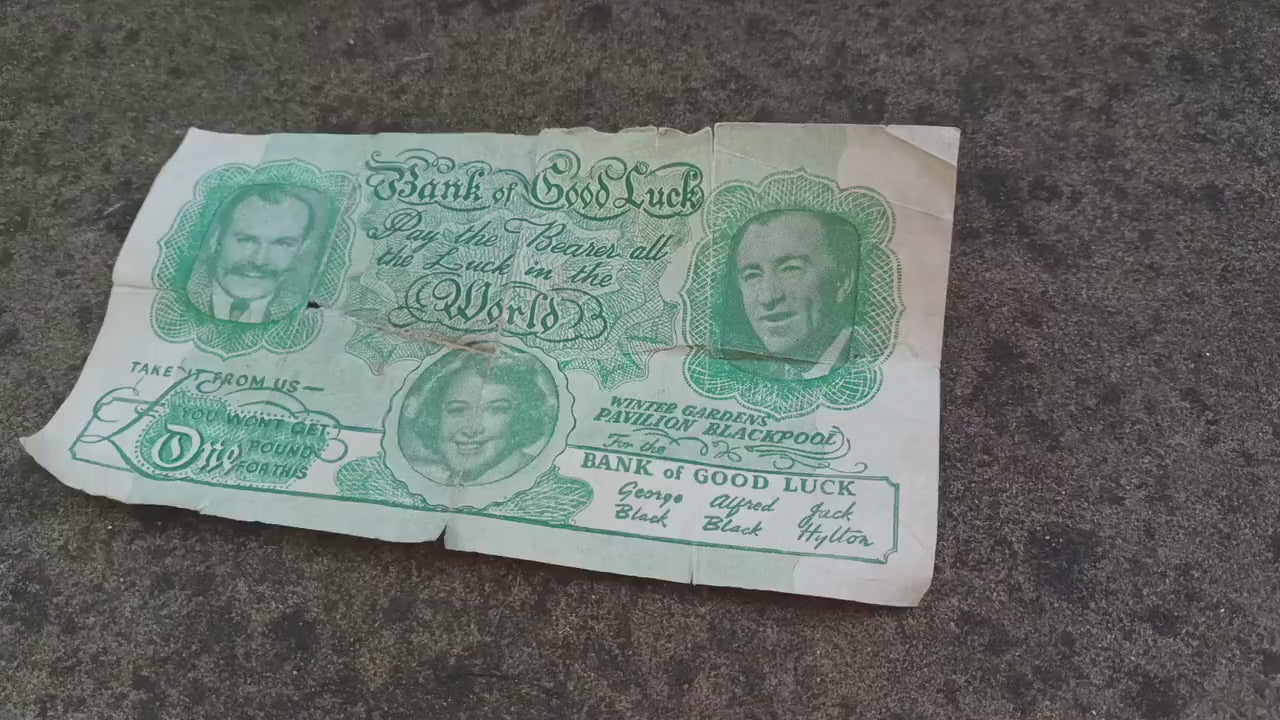 Bank of Good Luck
Pay the Bearer all
the Luck in the
World
TAKE IT FROM US—
YOU WON'T GET
One POUND
FOR THIS
WINTER GARDENS
PAVILION BLACKPOOL
For the
BANK of GOOD LUCK
George Alfred Jack
Black Black Hylton